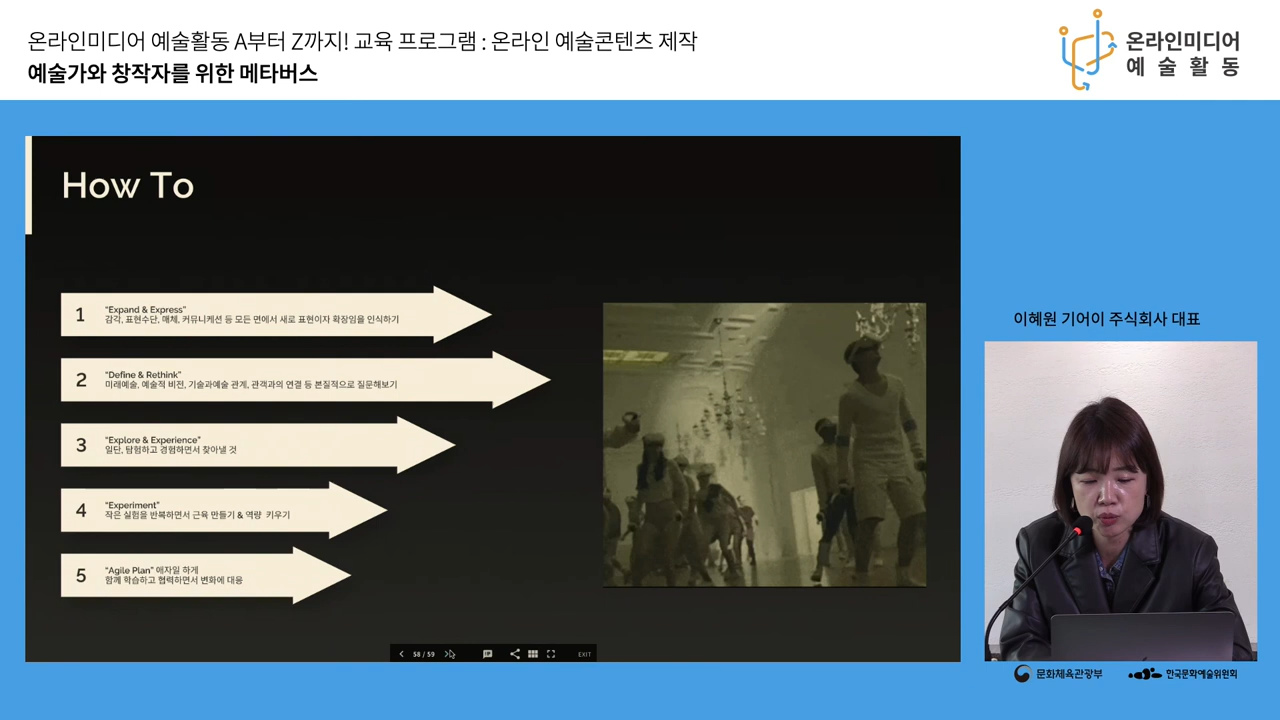 온라인미디어 예술활동 A부터 Z까지! 교육 프로그램 : 온라인 예술콘텐츠 제작
예술가와 창작자를 위한 메타버스
온라인미디어
예술활동
How To
1
“Expand & Express”
감각, 표현수단, 매체, 커뮤니케션 등 모든 면에서 새로 표현이자 확장임을 인식하기
2
“Define & Rethink”
미래예술, 예술적 비전, 기술과예술 관계, 관객과의 연결 등 본질적으로 질문해보기
3
“Explore & Experience”
일단, 탐험하고 경험하면서 찾아낼 것
4
“Experiment”
작은 실험을 반복하면서 근육 만들기 & 역량 키우기
5
“Agile Plan” 애자일 하게
함께 학습하고 협력하면서 변화에 대응
58 / 59
EXIT
이혜원 기어이 주식회사 대표
문화체육관광부
한국문화예술위원회